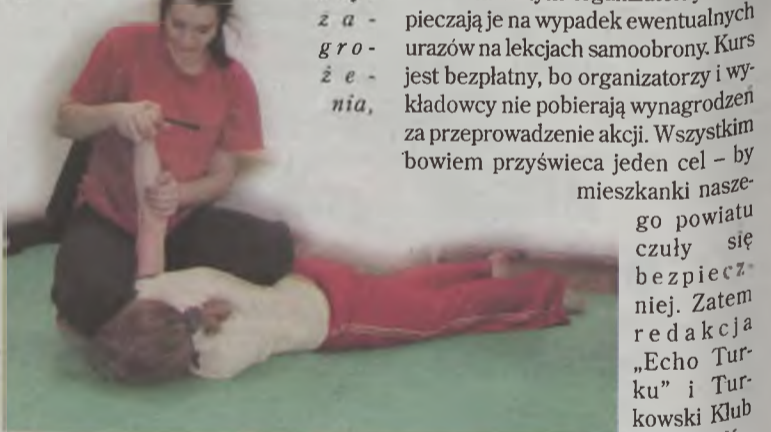 z a -
g r o -
ż e -
nia,
pieczają je na wypadek ewentualnych
urazów na lekcjach samoobrony. Kurs
jest bezpłatny, bo organizatorzy i wy-
kładowcy nie pobierają wynagrodzeń
za przeprowadzenie akcji. Wszystkim
bowiem przyświeca jeden cel – by
mieszkanki nasze-
go powiatu
czuły się
bezpiecz-
niej. Zatem
redakcja
„Echo Tur-
ku” i Tur-
kowski Klub